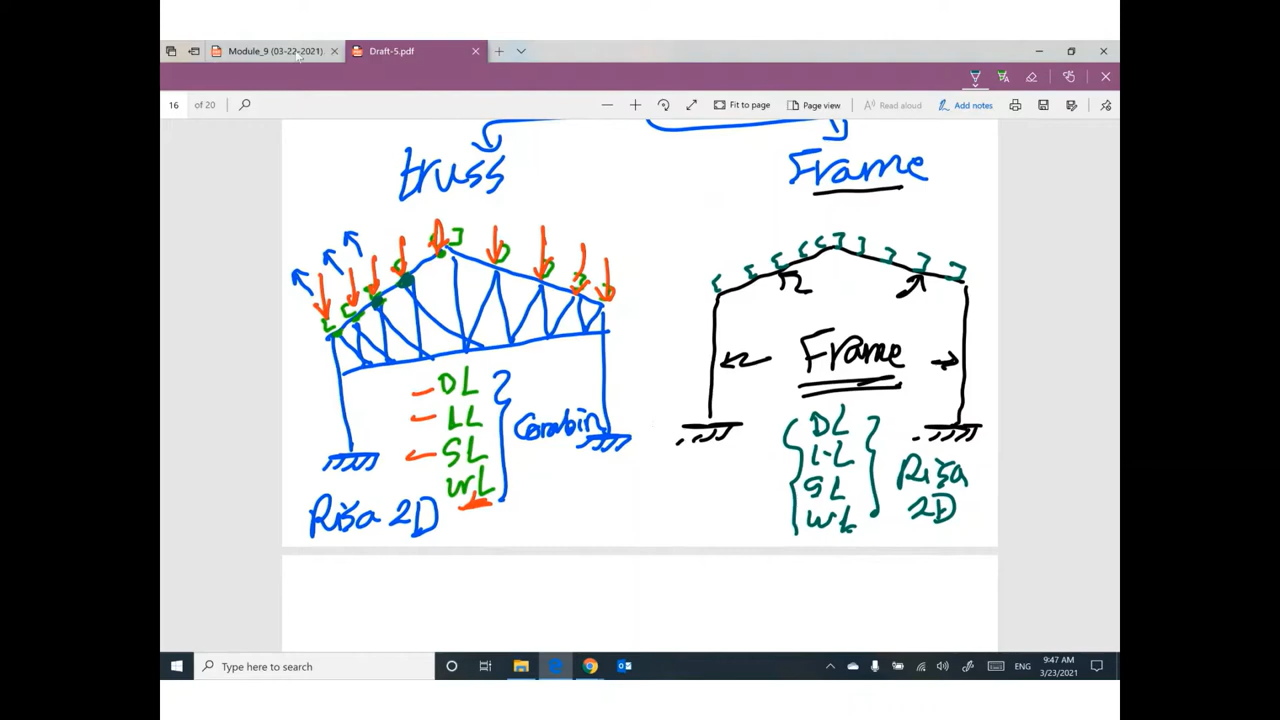 Module_9 (03-22-2021)
Draft-5.pdf
16 of 20
Fit to page
Page view
Read aloud
Add notes
truss
Frame
Frame
DL
LL
SL
WL
Combin
Risa 2D
DL
L-L
SL
WL
Risa
2D
Type here to search
ENG
9:47 AM
3/23/2021